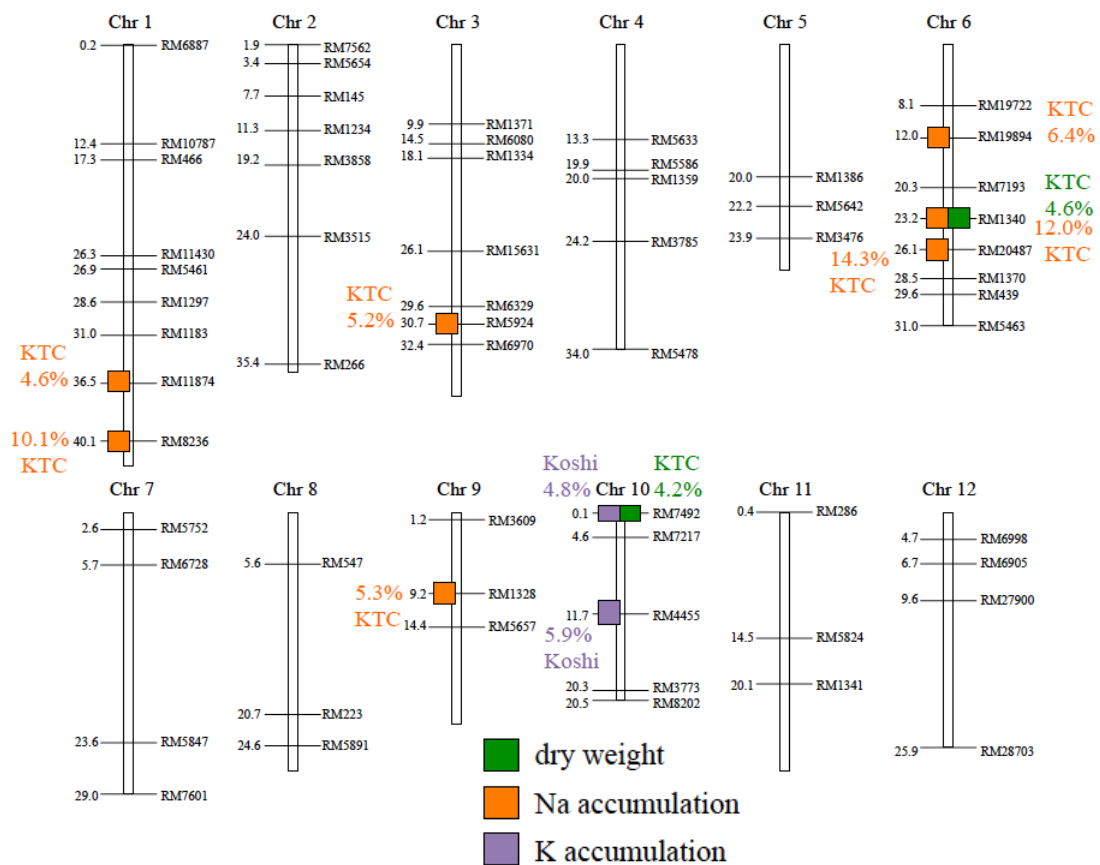 Chr 1
0.2 RM6887
12.4 RM10787
17.3 RM466
26.3 RM11430
26.9 RM5461
28.6 RM1297
31.0 RM1183
KTC
4.6%
36.5 RM11874
10.1%
40.1 RM8236
KTC
Chr 2
1.9 RM7562
3.4 RM5654
7.7 RM145
11.3 RM1234
19.2 RM3858
24.0 RM3515
35.4 RM266
Chr 3
9.9 RM1371
14.5 RM6080
18.1 RM1334
26.1 RM15631
KTC
29.6 RM6329
5.2%
30.7 RM5924
32.4 RM6970
Chr 4
13.3 RM5633
19.9 RM5586
20.0 RM1359
24.2 RM3785
34.0 RM5478
Chr 5
20.0 RM1386
22.2 RM5642
23.9 RM3476
Chr 6
8.1 RM19722
KTC
6.4%
12.0 RM19894
20.3 RM7193
KTC
4.6%
23.2 RM1340
12.0%
KTC
14.3%
KTC
26.1 RM20487
28.5 RM1370
29.6 RM439
31.0 RM5463
Chr 7
2.6 RM5752
5.7 RM6728
23.6 RM5847
29.0 RM7601
Chr 8
5.6 RM547
20.7 RM223
24.6 RM5891
Chr 9
1.2 RM3609
5.3%
KTC
9.2 RM1328
14.4 RM5657
Koshi
4.8%
KTC
4.2%
Chr 10
0.1 RM7492
4.6 RM7217
11.7 RM4455
5.9%
Koshi
20.3 RM3773
20.5 RM8202
Chr 11
0.4 RM286
14.5 RM5824
20.1 RM1341
Chr 12
4.7 RM6998
6.7 RM6905
9.6 RM27900
25.9 RM28703
dry weight
Na accumulation
K accumulation